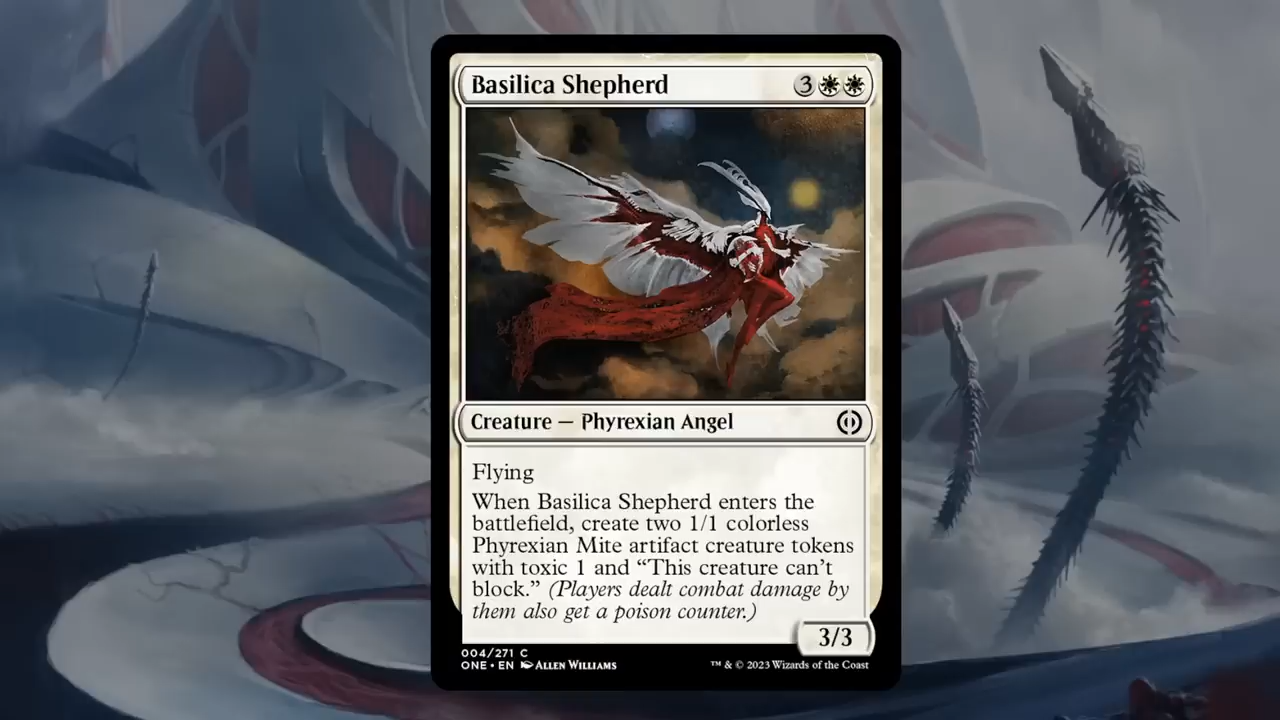 Basilica Shepherd 3
Creature — Phyrexian Angel
Flying
When Basilica Shepherd enters the
battlefield, create two 1/1 colorless
Phyrexian Mite artifact creature tokens
with toxic 1 and “This creature can’t
block.” (Players dealt combat damage by
them also get a poison counter.)
3/3
004/271 C
ONE • EN ALLEN WILLIAMS
™ & © 2023 Wizards of the Coast